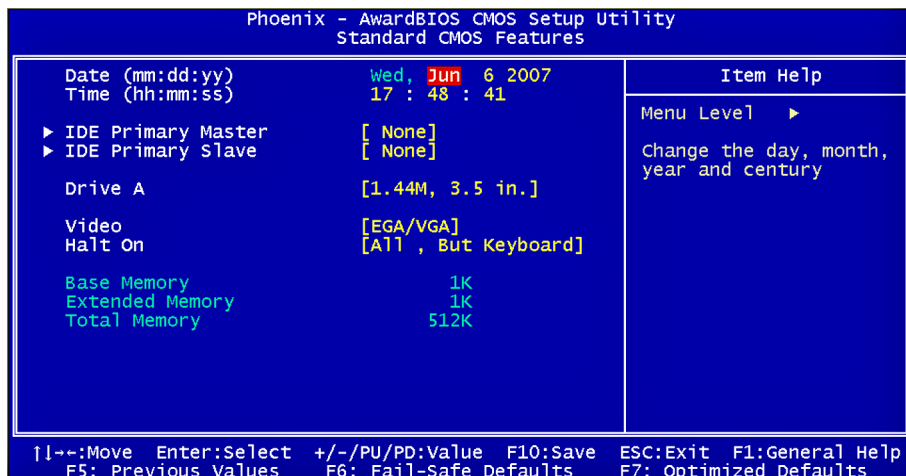 Phoenix - AwardBIOS CMOS Setup Utility
Standard CMOS Features
Date (mm:dd:yy) Wed, Jun 6 2007
Time (hh:mm:ss) 17 : 48 : 41
▶ IDE Primary Master [ None]
▶ IDE Primary Slave [ None]
Drive A [1.44M, 3.5 in.]
Video [EGA/VGA]
Halt On [All , But Keyboard]
Base Memory 1K
Extended Memory 1K
Total Memory 512K
Item Help
Menu Level ▶
Change the day, month,
year and century
↑↓→←:Move Enter:Select +/-/PU/PD:Value F10:Save ESC:Exit F1:General Help
F5: Previous Values F6: Fail-Safe Defaults F7: Optimized Defaults